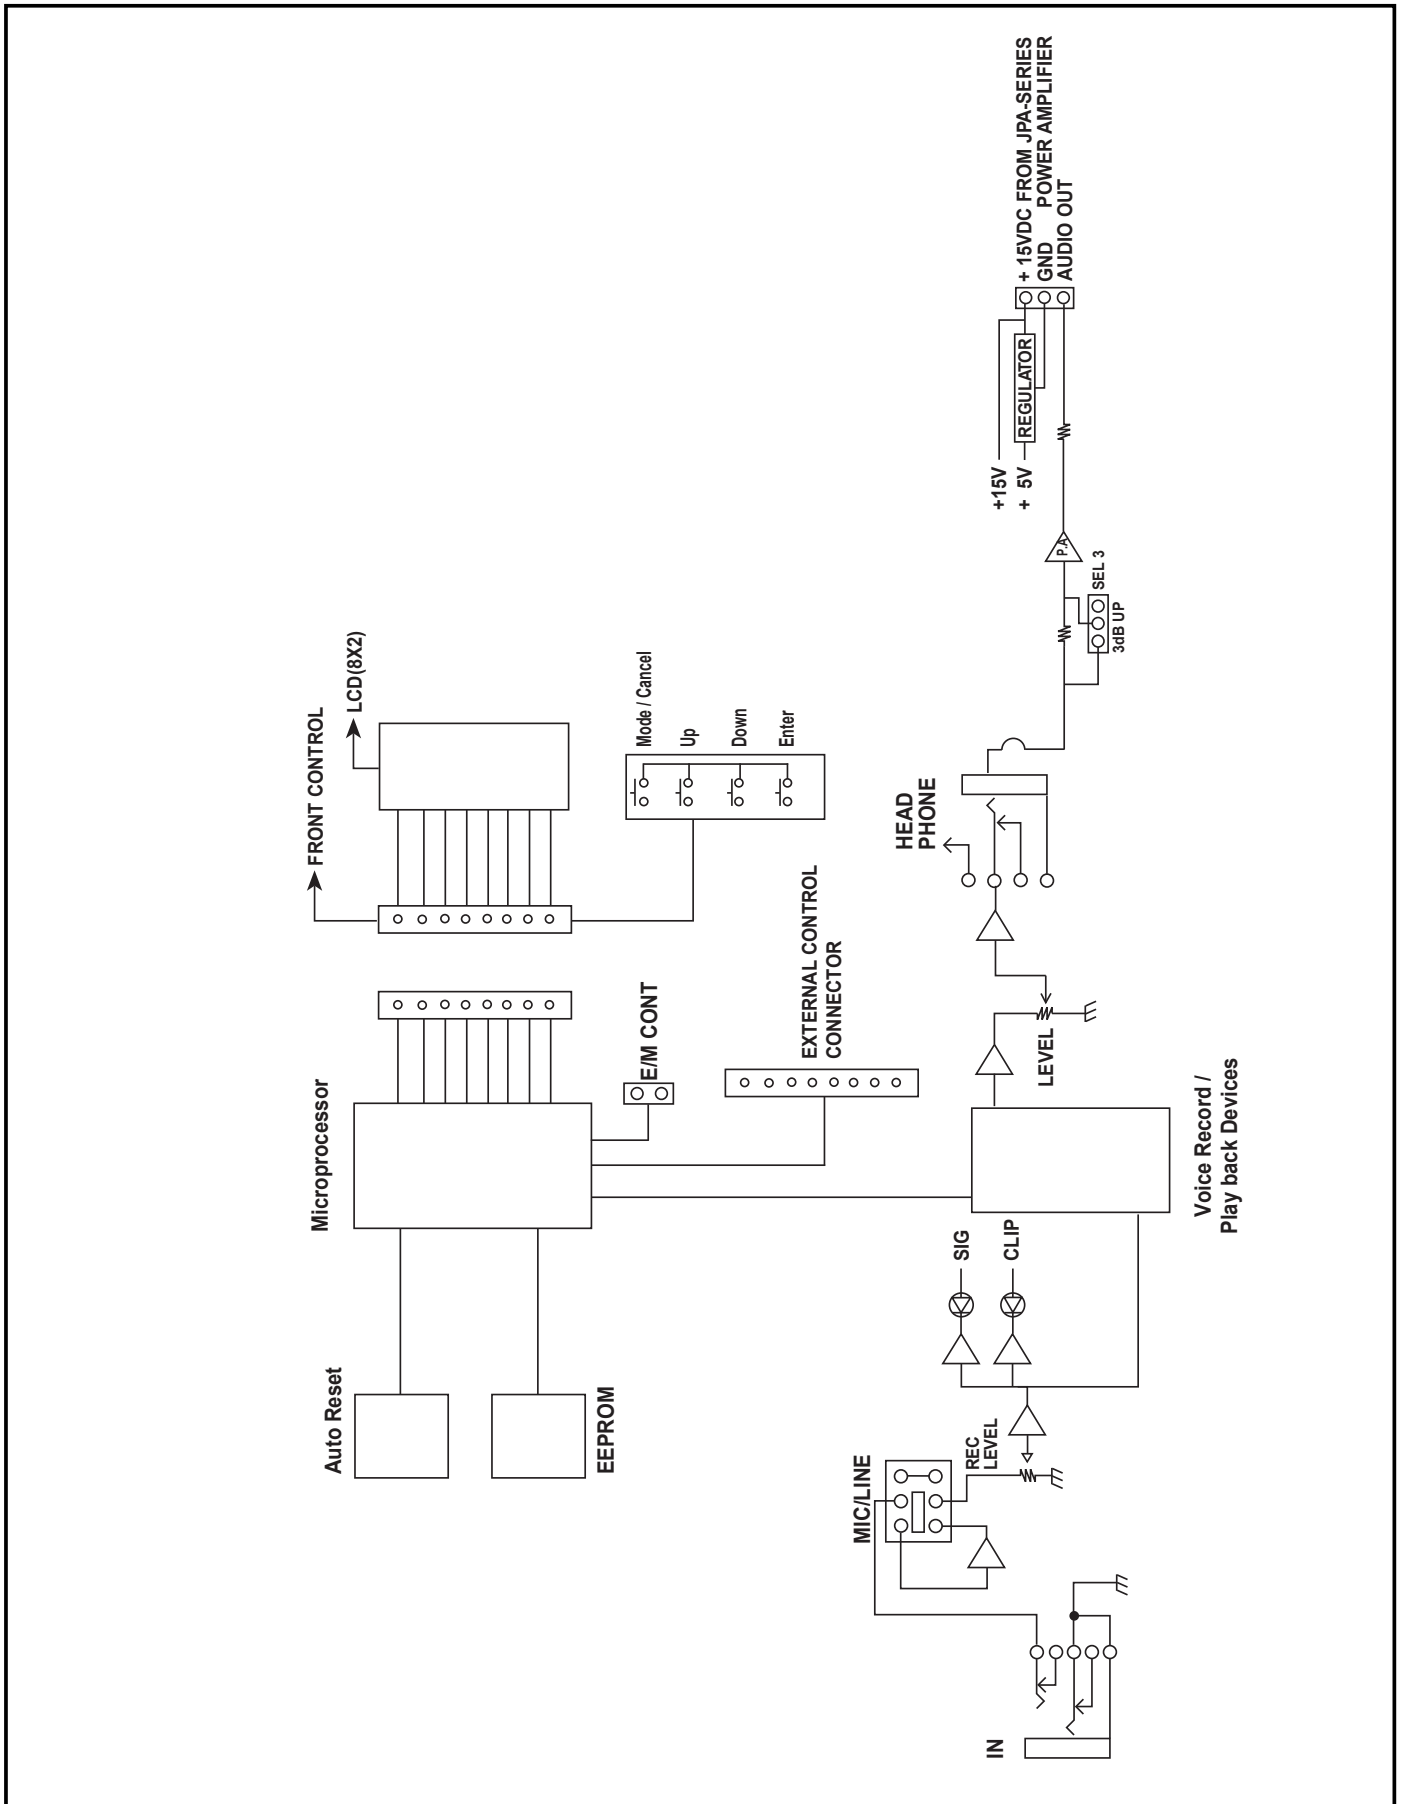 Auto Reset
EEPROM
Microprocessor
E/M CONT
EXTERNAL CONTROL
CONNECTOR
FRONT CONTROL
LCD(8X2)
Mode / Cancel
Up
Down
Enter
IN
MIC/LINE
REC
LEVEL
SIG
CLIP
Voice Record /
Play back Devices
LEVEL
HEAD
PHONE
3dB UP
SEL 3
P.A
+15V
+ 5V
REGULATOR
+ 15VDC FROM JPA-SERIES
GND POWER AMPLIFIER
AUDIO OUT